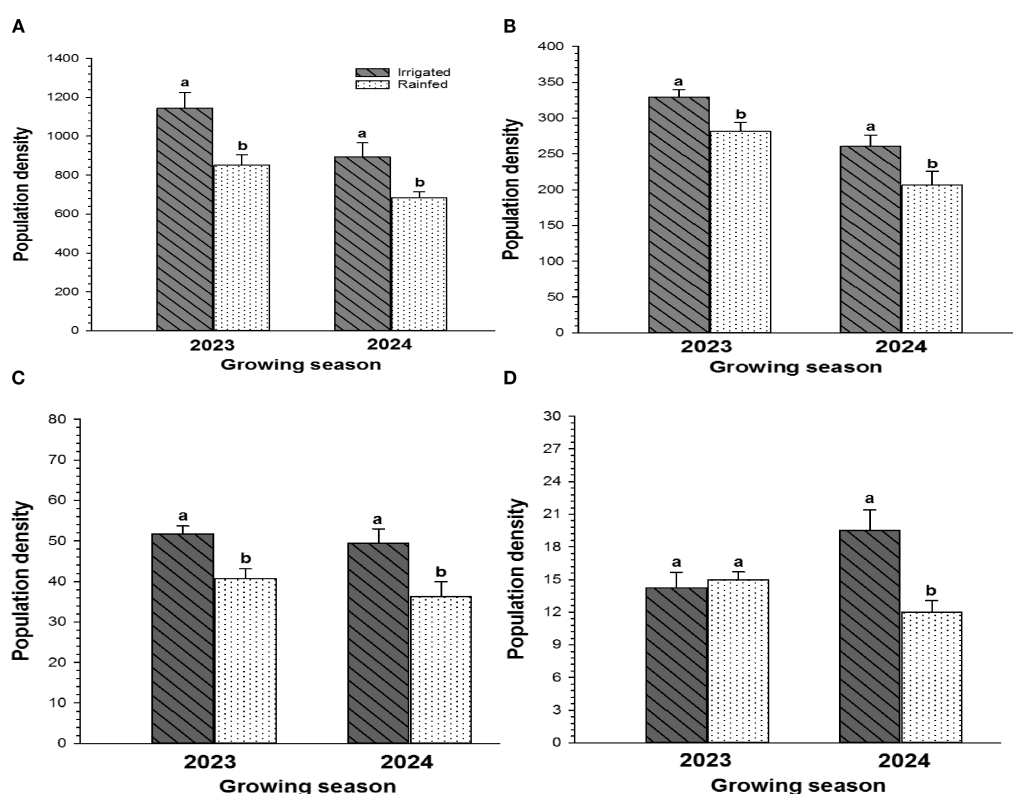 A
Population density
1400
1200
1000
800
600
400
200
0
a
b
a
b
Irrigated
Rainfed
2023
2024
Growing season
B
Population density
400
350
300
250
200
150
100
50
0
a
b
a
b
2023
2024
Growing season
C
Population density
80
70
60
50
40
30
20
10
0
a
b
a
b
2023
2024
Growing season
D
Population density
30
27
24
21
18
15
12
9
6
3
0
a
a
a
b
2023
2024
Growing season